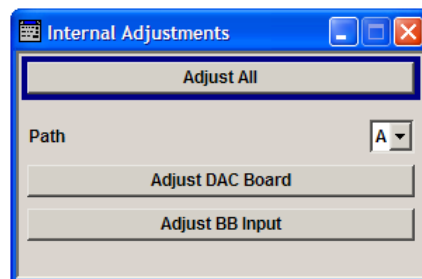 Internal Adjustments
Adjust All
Path A
Adjust DAC Board
Adjust BB Input